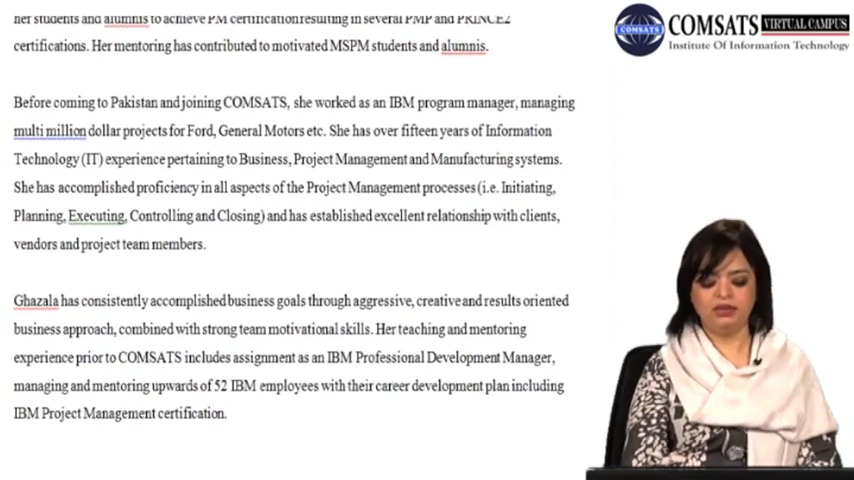 her students and alumnis to achieve PM certification resulting in several PMP and PRINCE2
certifications. Her mentoring has contributed to motivated MSPM students and alumnis.
Before coming to Pakistan and joining COMSATS, she worked as an IBM program manager, managing
multi million dollar projects for Ford, General Motors etc. She has over fifteen years of Information
Technology (IT) experience pertaining to Business, Project Management and Manufacturing systems.
She has accomplished proficiency in all aspects of the Project Management processes (i.e. Initiating,
Planning, Executing, Controlling and Closing) and has established excellent relationship with clients,
vendors and project team members.
Ghazala has consistently accomplished business goals through aggressive, creative and results oriented
business approach, combined with strong team motivational skills. Her teaching and mentoring
experience prior to COMSATS includes assignment as an IBM Professional Development Manager,
managing and mentoring upwards of 52 IBM employees with their career development plan including
IBM Project Management certification.
COMSATS
COMSATS VIRTUAL CAMPUS
Institute Of Information Technology